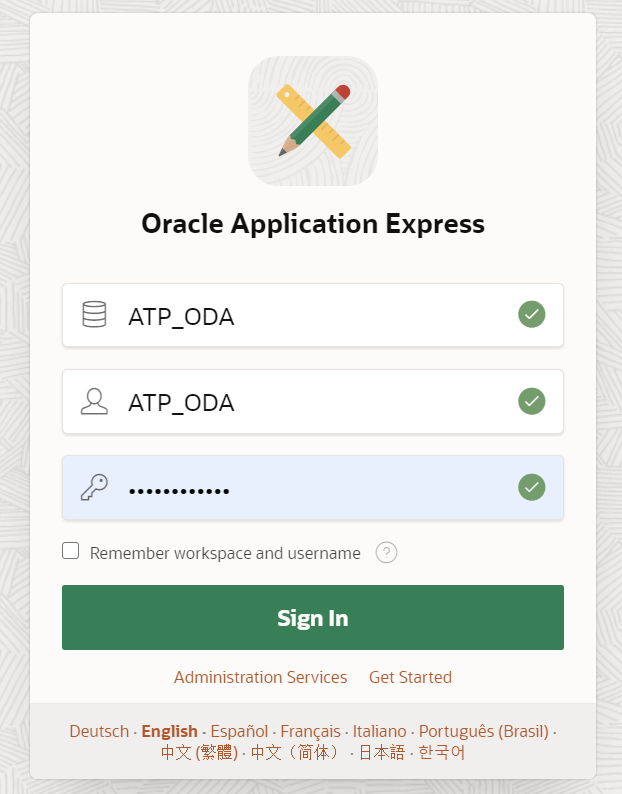 Oracle Application Express
ATP_ODA
ATP_ODA
••••••••••••
Remember workspace and username ?
Sign In
Administration Services Get Started
Deutsch · English · Español · Français · Italiano · Português (Brasil) ·
中文 (繁體) · 中文（简体） · 日本語 · 한국어